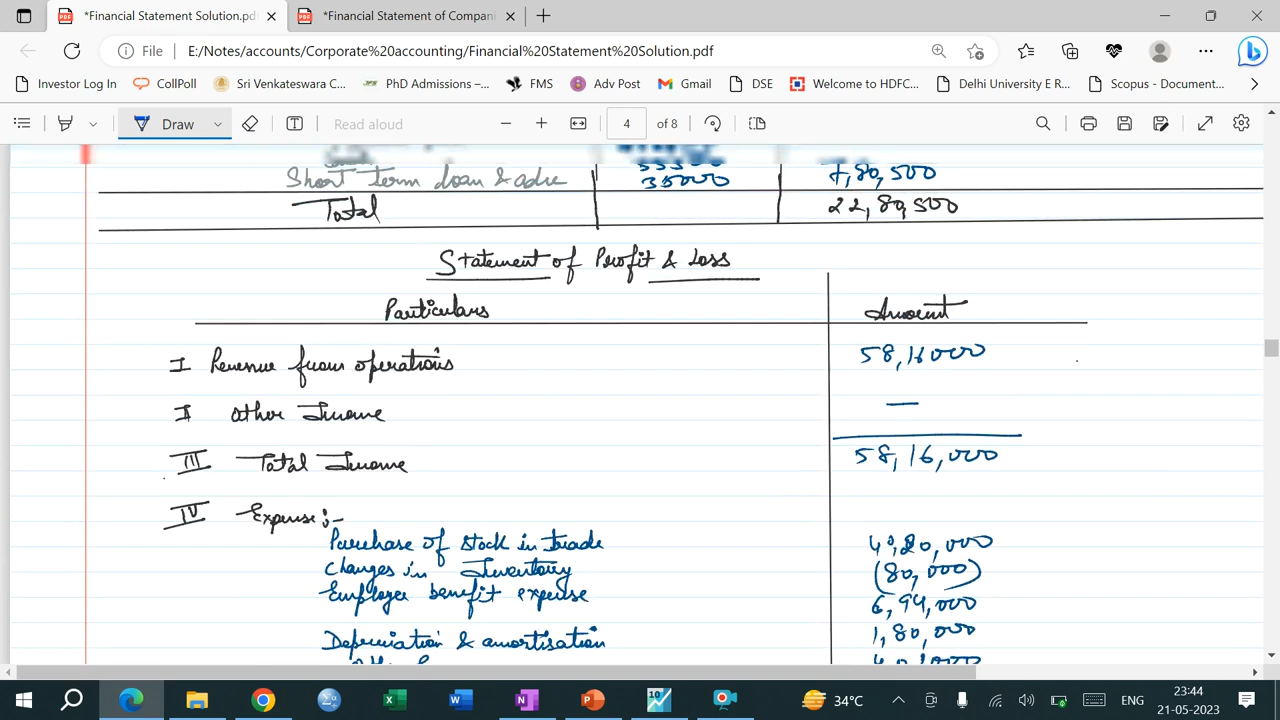 *Financial Statement Solution.pdf
*Financial Statement of Compani
File E:/Notes/accounts/Corporate%20accounting/Financial%20Statement%20Solution.pdf
Investor Log In CollPoll Sri Venkateswara C... PhD Admissions –... FMS Adv Post Gmail DSE Welcome to HDFC... Delhi University E R... Scopus - Document...
Draw Read aloud 4 of 8
Short Term loan & adv 35000 7,80,500
Total 22,80,500
Statement of Profit & Loss
Particulars Amount
I Revenue from operations 58,16000
II Other Income —
III Total Income 58,16,000
IV Expense:-
Purchase of stock in trade 40,20,000
Changes in Inventory (80,000)
Employee benefit expense 6,94,000
Depreciation & amortisation 1,80,000
34°C ENG 23:44
21-05-2023